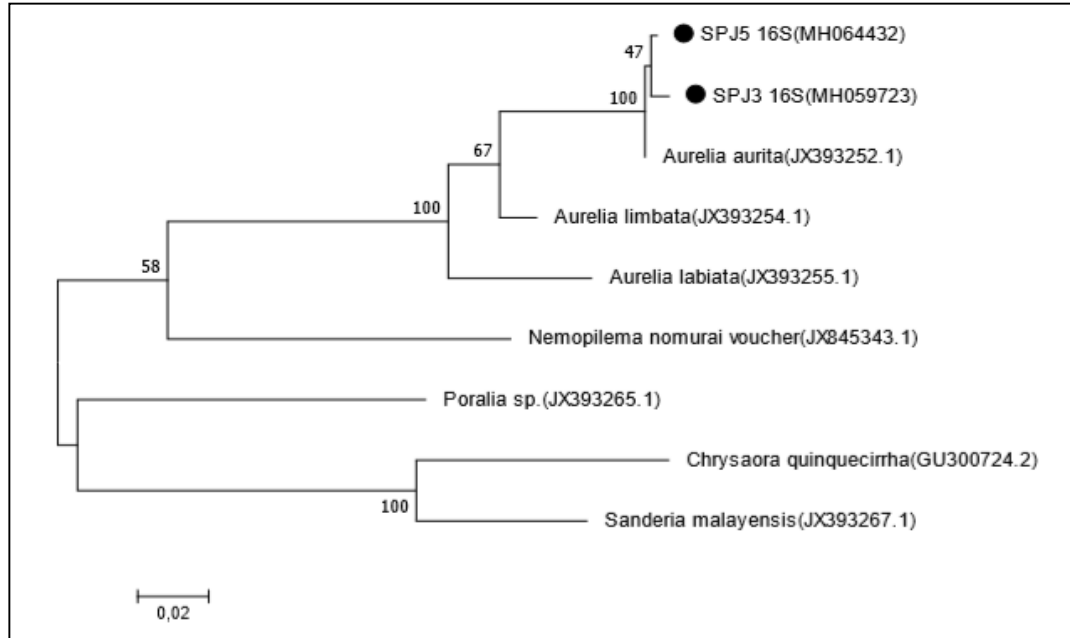 SPJ5 16S(MH064432)
47
SPJ3 16S(MH059723)
100
Aurelia aurita(JX393252.1)
67
Aurelia limbata(JX393254.1)
100
Aurelia labiata(JX393255.1)
58
Nemopilema nomurai voucher(JX845343.1)
Poralia sp.(JX393265.1)
Chrysaora quinquecirrha(GU300724.2)
100
Sanderia malayensis(JX393267.1)
0,02